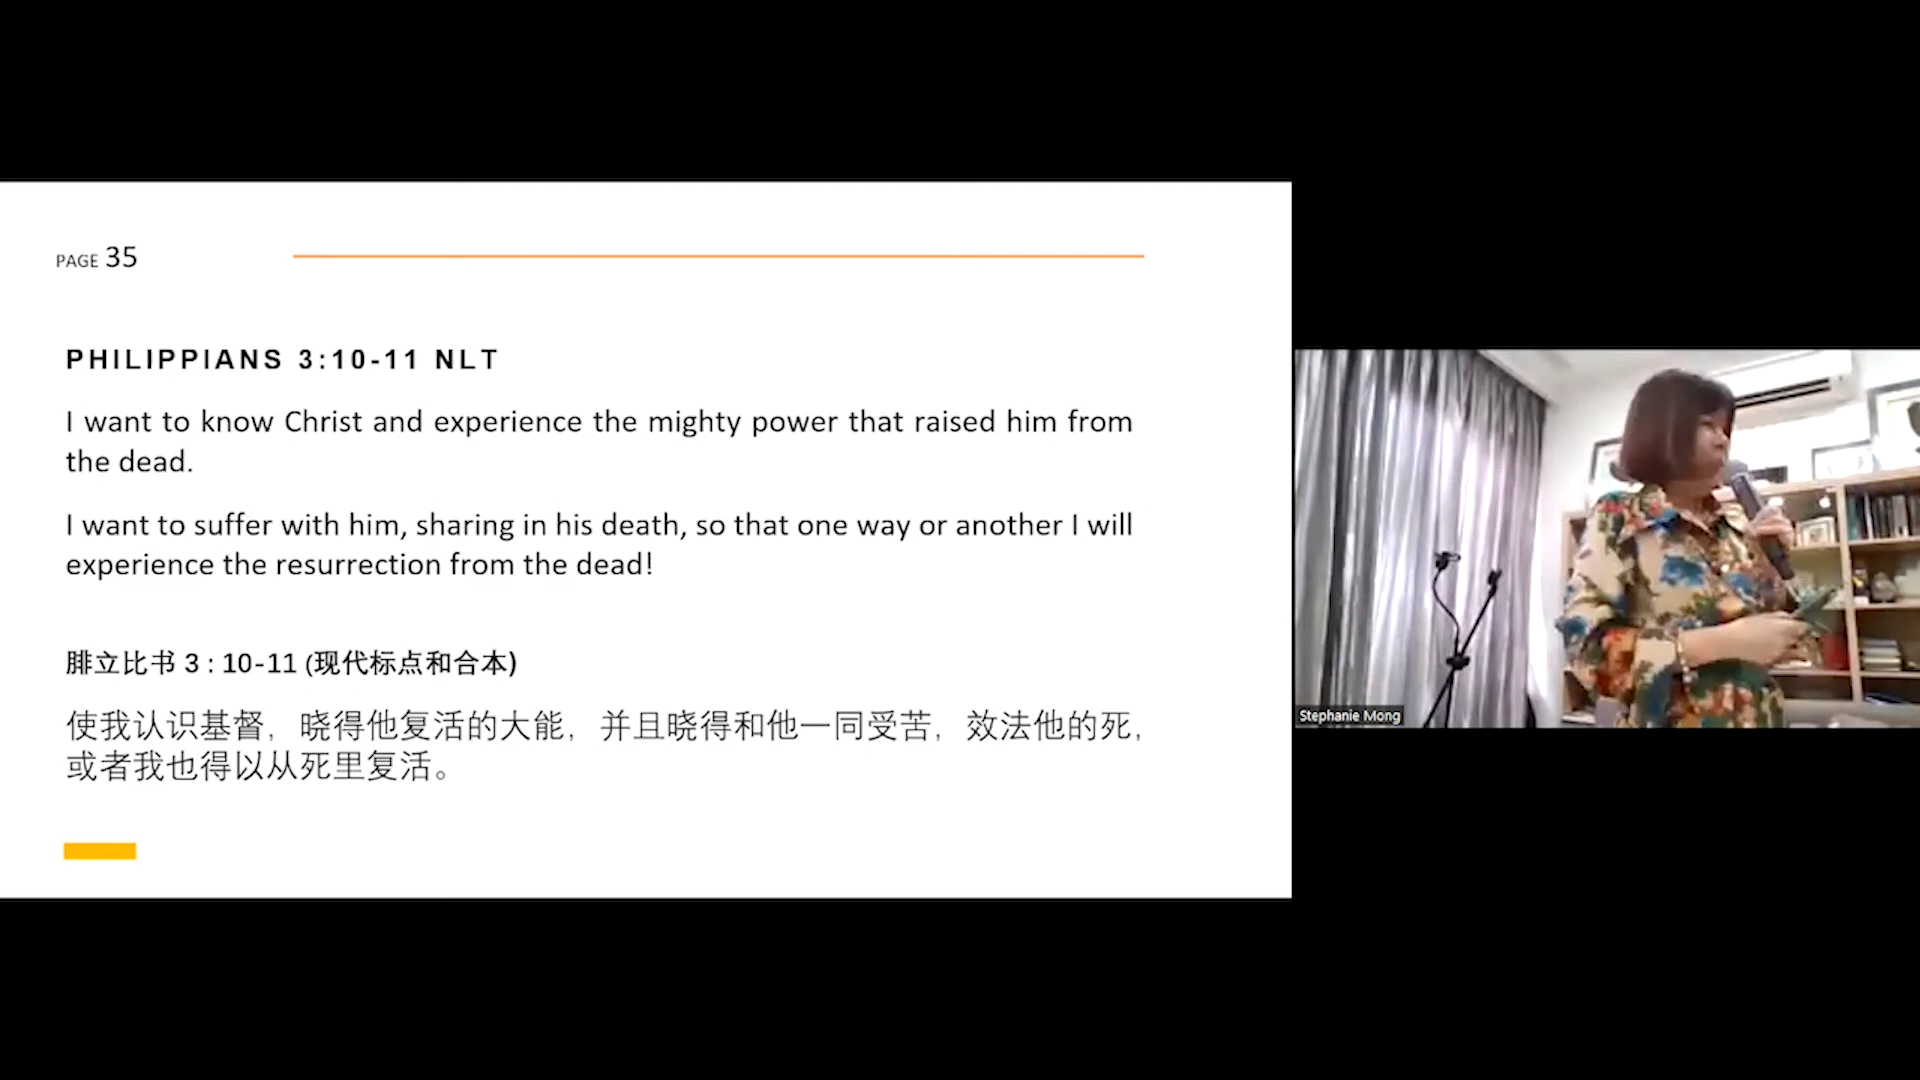 PAGE 35
PHILIPPIANS 3:10-11 NLT
I want to know Christ and experience the mighty power that raised him from
the dead.
I want to suffer with him, sharing in his death, so that one way or another I will
experience the resurrection from the dead!
腓立比书 3 : 10-11 (现代标点和合本)
使我认识基督，晓得他复活的大能，并且晓得和他一同受苦，效法他的死，
或者我也得以从死里复活。
Stephanie Mong